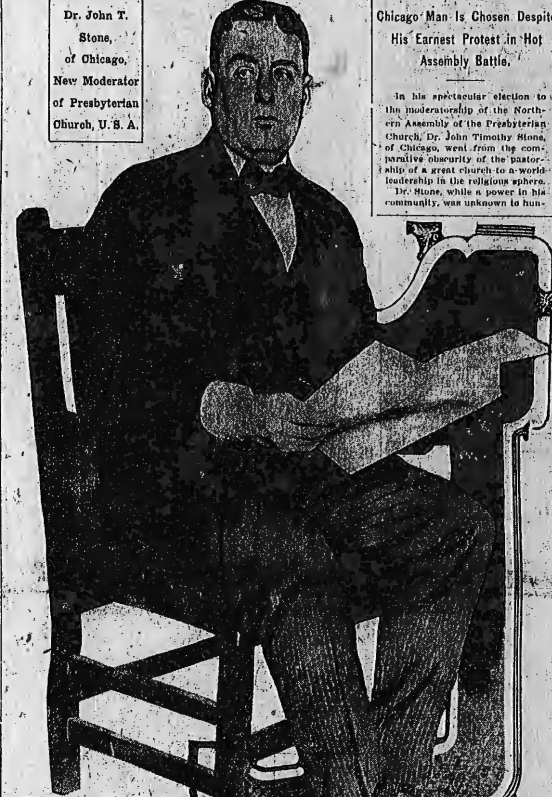 Dr. John T.
Stone,
of Chicago,
New Moderator
of Presbyterian
Church, U. S. A.
Chicago Man Is Chosen Despite
His Earnest Protest in Hot
Assembly Battle.
In his spectacular election to
the moderatorship of the North-
ern Assembly of the Presbyterian
Church, Dr. John Timothy Stone,
of Chicago, went from the com-
parative obscurity of the pastor-
ship of a great church to a world
leadership in the religious sphere.
Dr. Stone, while a power in his
community, was unknown to hun-